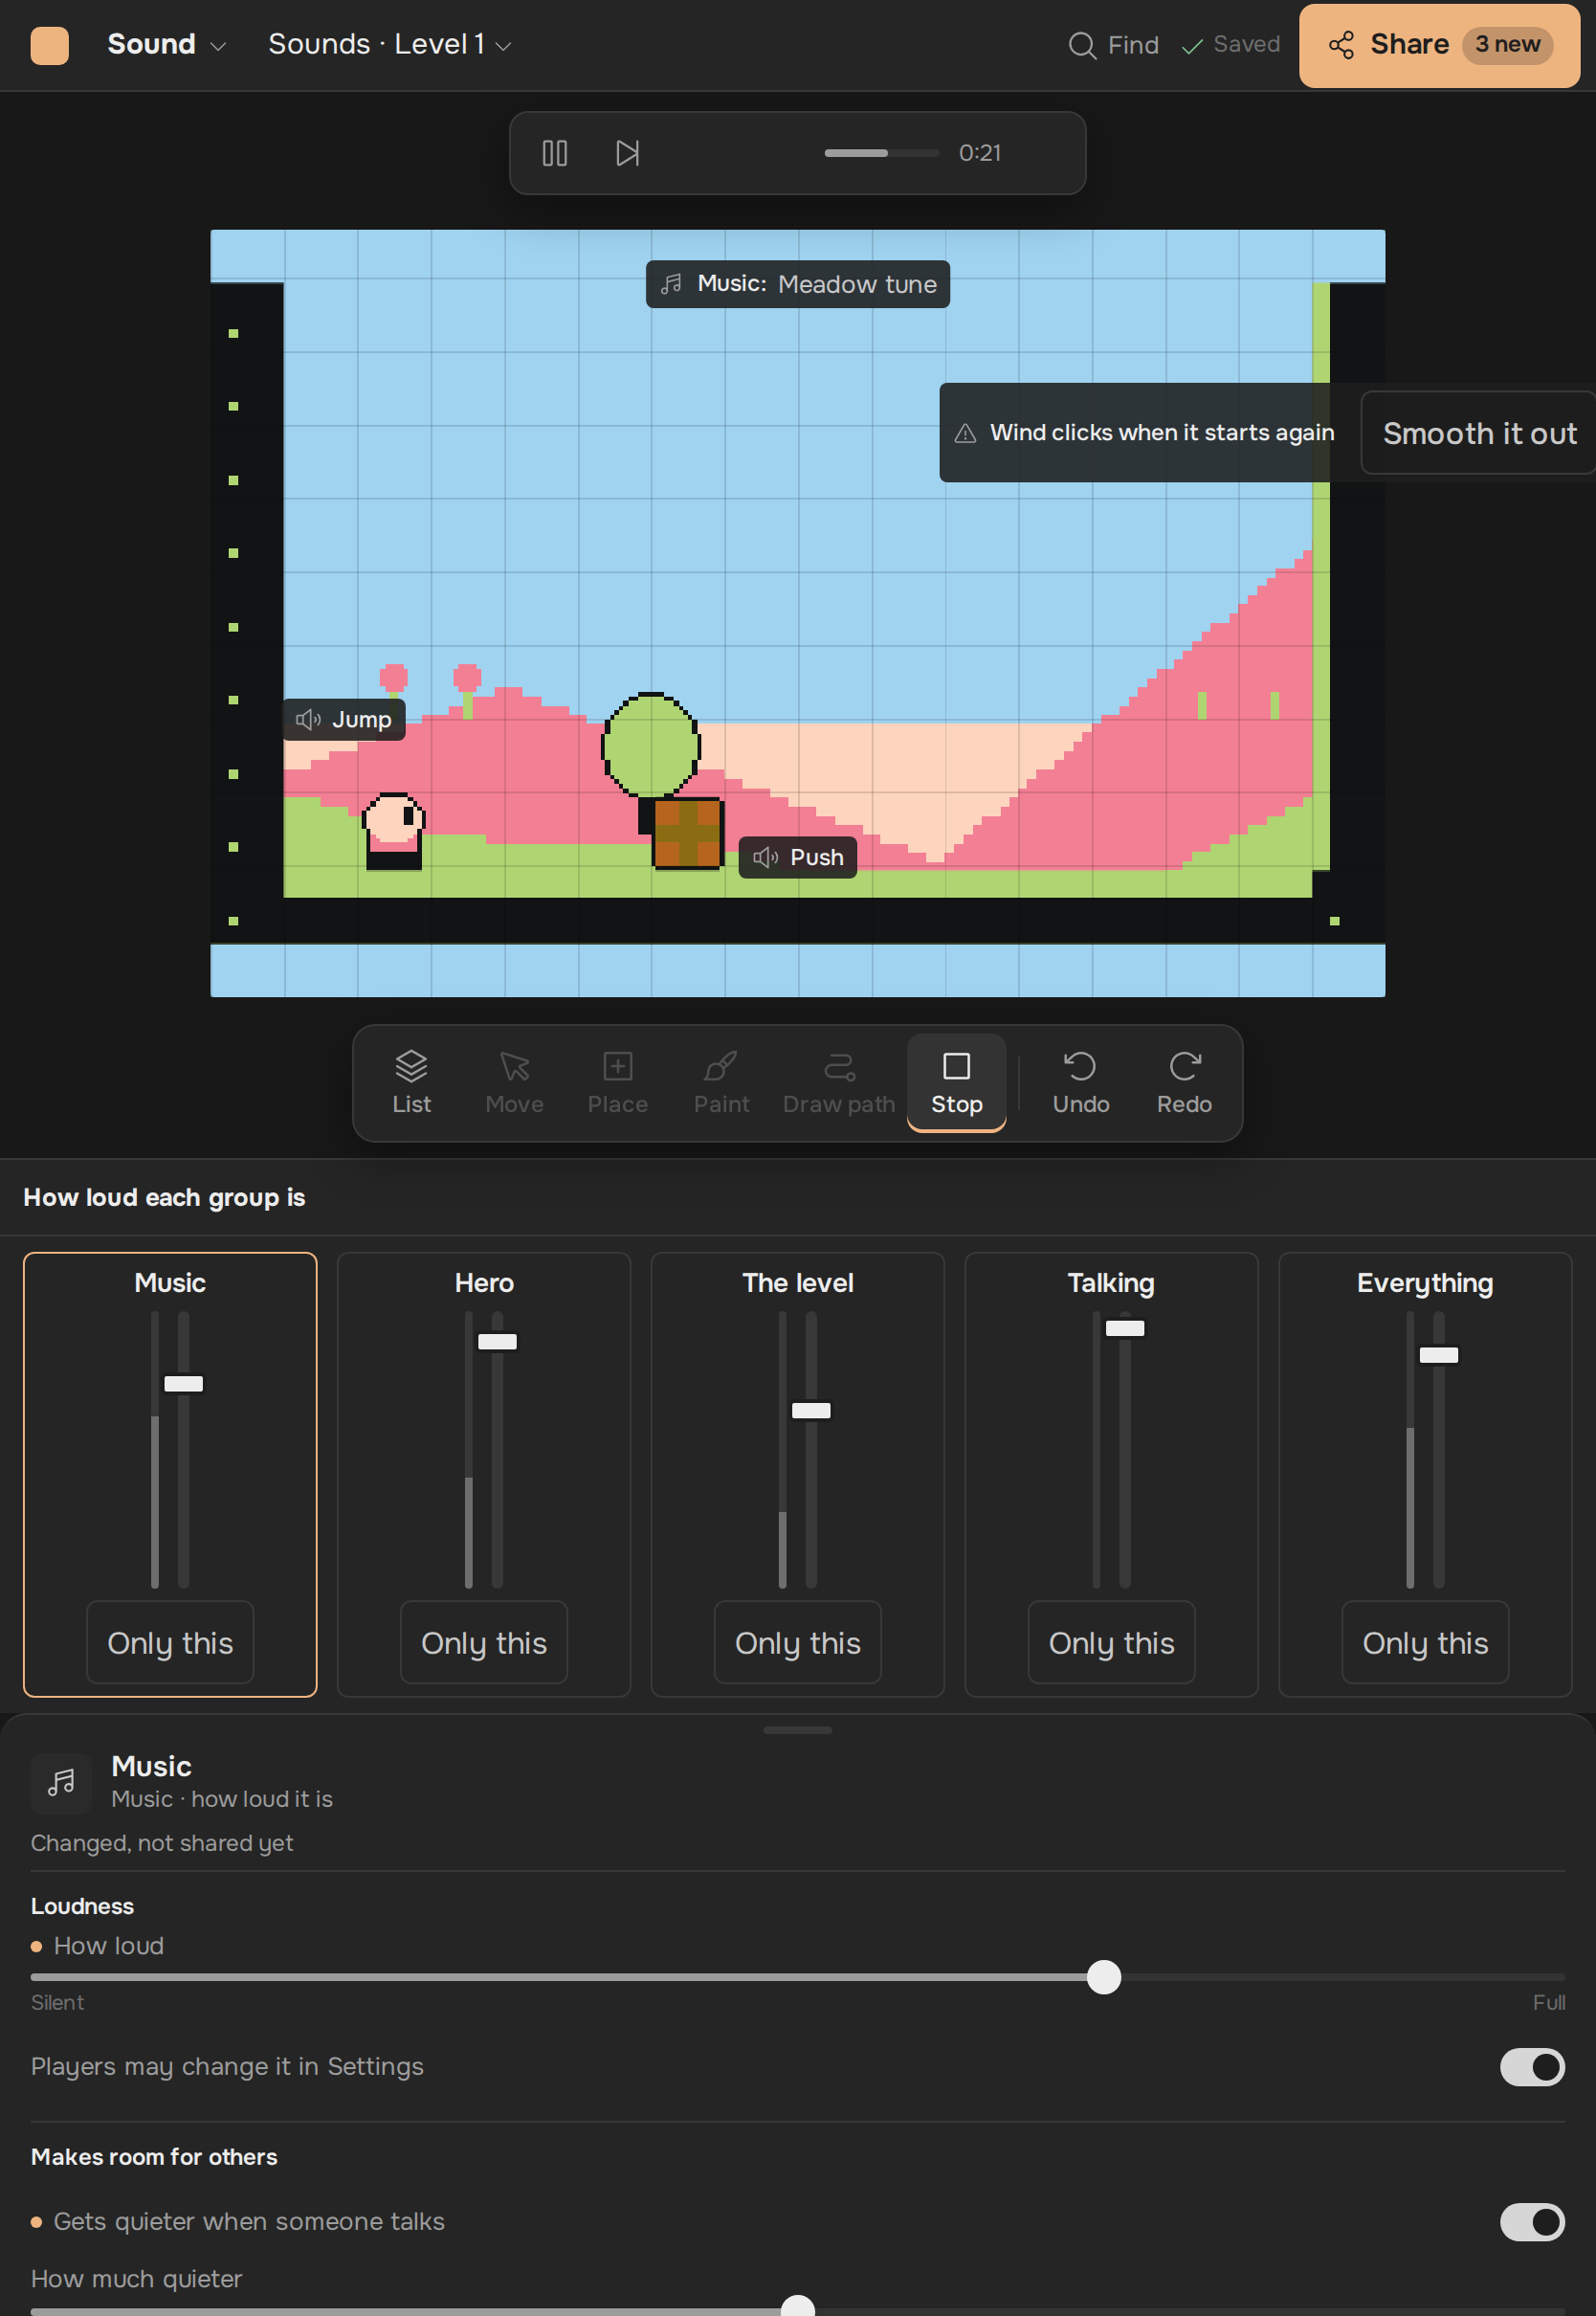 Sound Sounds · Level 1 Find Saved Share 3 new
0:21
Music: Meadow tune
Wind clicks when it starts again Smooth it out
Jump
Push
List Move Place Paint Draw path Stop Undo Redo
How loud each group is
Music Hero The level Talking Everything
Only this Only this Only this Only this Only this
Music
Music · how loud it is
Changed, not shared yet
Loudness
How loud
Silent Full
Players may change it in Settings
Makes room for others
Gets quieter when someone talks
How much quieter